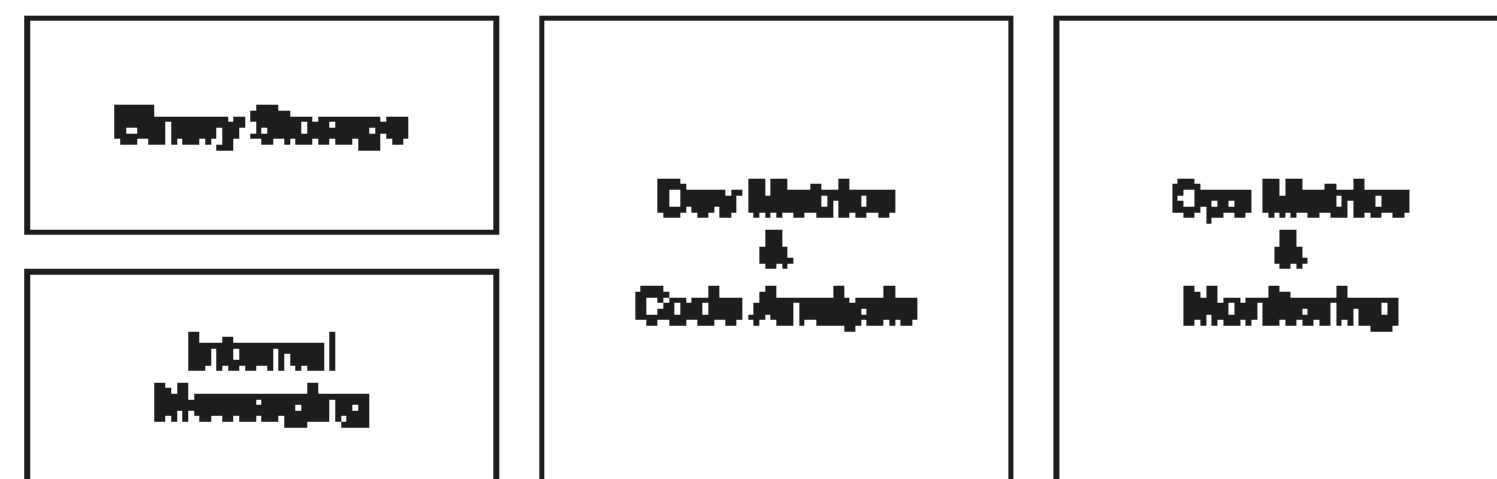 Binary Storage
Internal
Messaging
Dev Metrics
&
Code Analysis
Ops Metrics
&
Monitoring